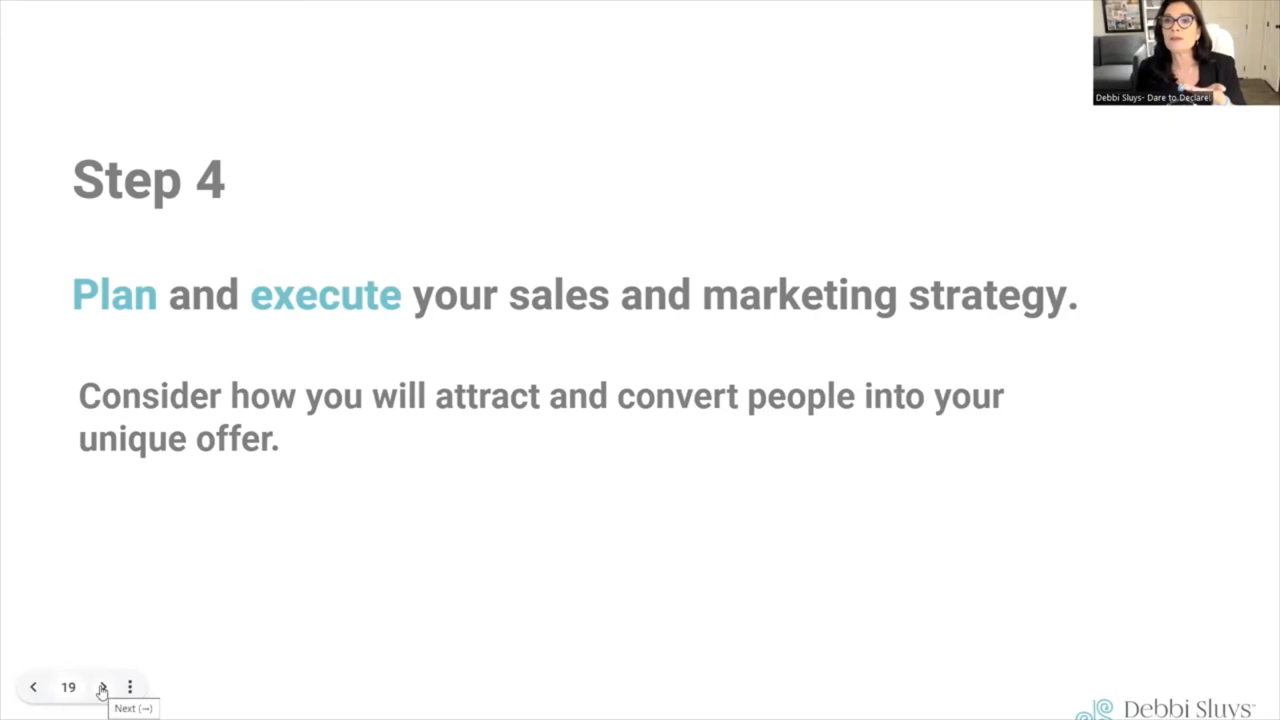 Debbi Sluys- Dare to Declare!
Step 4
Plan and execute your sales and marketing strategy.
Consider how you will attract and convert people into your
unique offer.
19
Next (→)
Debbi Sluys™